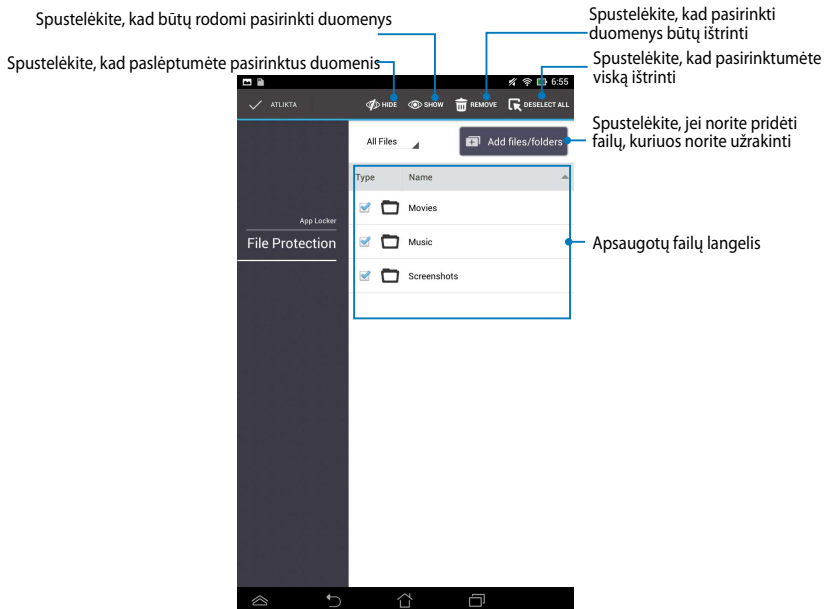 Spustelėkite, kad būtų rodomi pasirinkti duomenys
Spustelėkite, kad paslėptumėte pasirinktus duomenis
Spustelėkite, kad pasirinkti
duomenys būtų ištrinti
Spustelėkite, kad pasirinktumėte
viską ištrinti
6:55
ATLIKTA
HIDE
SHOW
REMOVE
DESELECT ALL
All Files
Add files/folders
Spustelėkite, jei norite pridėti
failų, kuriuos norite užrakinti
Type Name
Movies
App Locker
File Protection
Music
Apsaugotų failų langelis
Screenshots